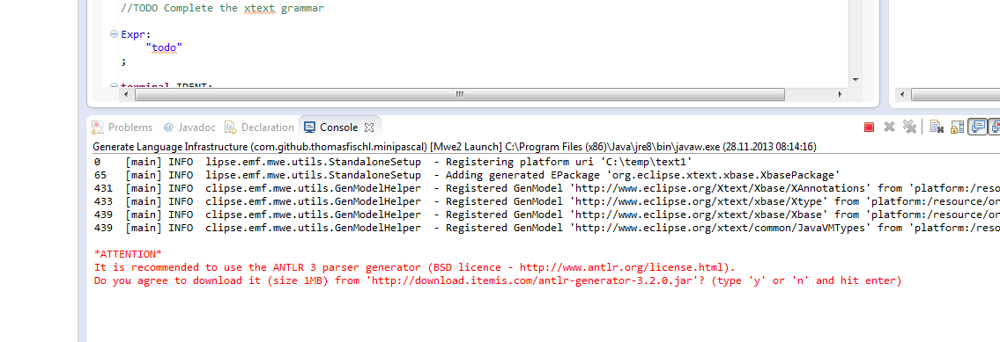 //TODO Complete the xtext grammar
Expr:
"todo"
;
terminal IDENT:
Problems @ Javadoc Declaration Console
Generate Language Infrastructure (com.github.thomasfischl.minipascal) [Mwe2 Launch] C:\Program Files (x86)\Java\jre8\bin\javaw.exe (28.11.2013 08:14:16)
0 [main] INFO lipse.emf.mwe.utils.StandaloneSetup - Registering platform uri 'C:\temp\text1'
65 [main] INFO lipse.emf.mwe.utils.StandaloneSetup - Adding generated EPackage 'org.eclipse.xtext.xbase.XbasePackage'
431 [main] INFO clipse.emf.mwe.utils.GenModelHelper - Registered GenModel 'http://www.eclipse.org/Xtext/Xbase/XAnnotations' from 'platform:/reso
433 [main] INFO clipse.emf.mwe.utils.GenModelHelper - Registered GenModel 'http://www.eclipse.org/xtext/xbase/Xtype' from 'platform:/resource/or
439 [main] INFO clipse.emf.mwe.utils.GenModelHelper - Registered GenModel 'http://www.eclipse.org/xtext/xbase/Xbase' from 'platform:/resource/or
439 [main] INFO clipse.emf.mwe.utils.GenModelHelper - Registered GenModel 'http://www.eclipse.org/xtext/common/JavaVMTypes' from 'platform:/reso
*ATTENTION*
It is recommended to use the ANTLR 3 parser generator (BSD licence - http://www.antlr.org/license.html).
Do you agree to download it (size 1MB) from 'http://download.itemis.com/antlr-generator-3.2.0.jar'? (type 'y' or 'n' and hit enter)